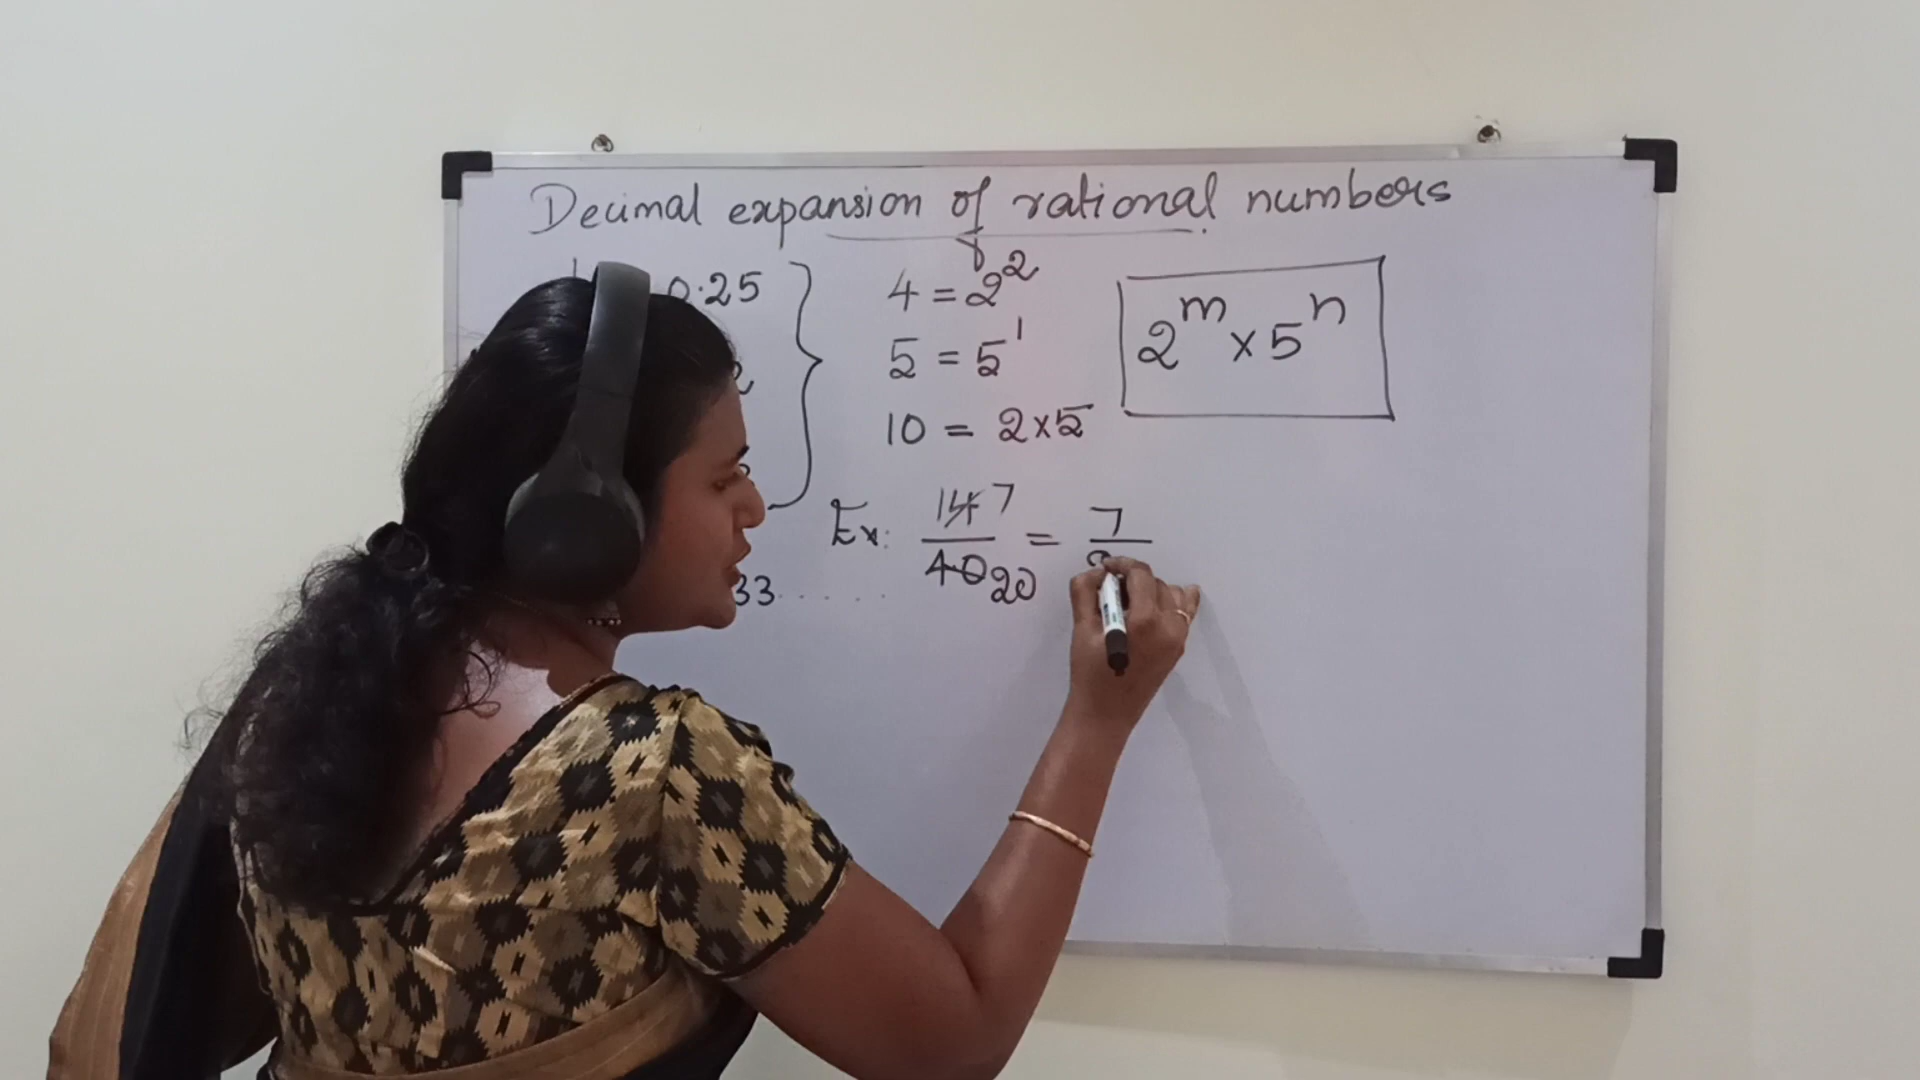 Decimal expansion of rational numbers
0.25
4 = 2²
5 = 5¹
10 = 2×5
2ᵐ × 5ⁿ
Ex: 14/40 7/20 = 7/
33.....